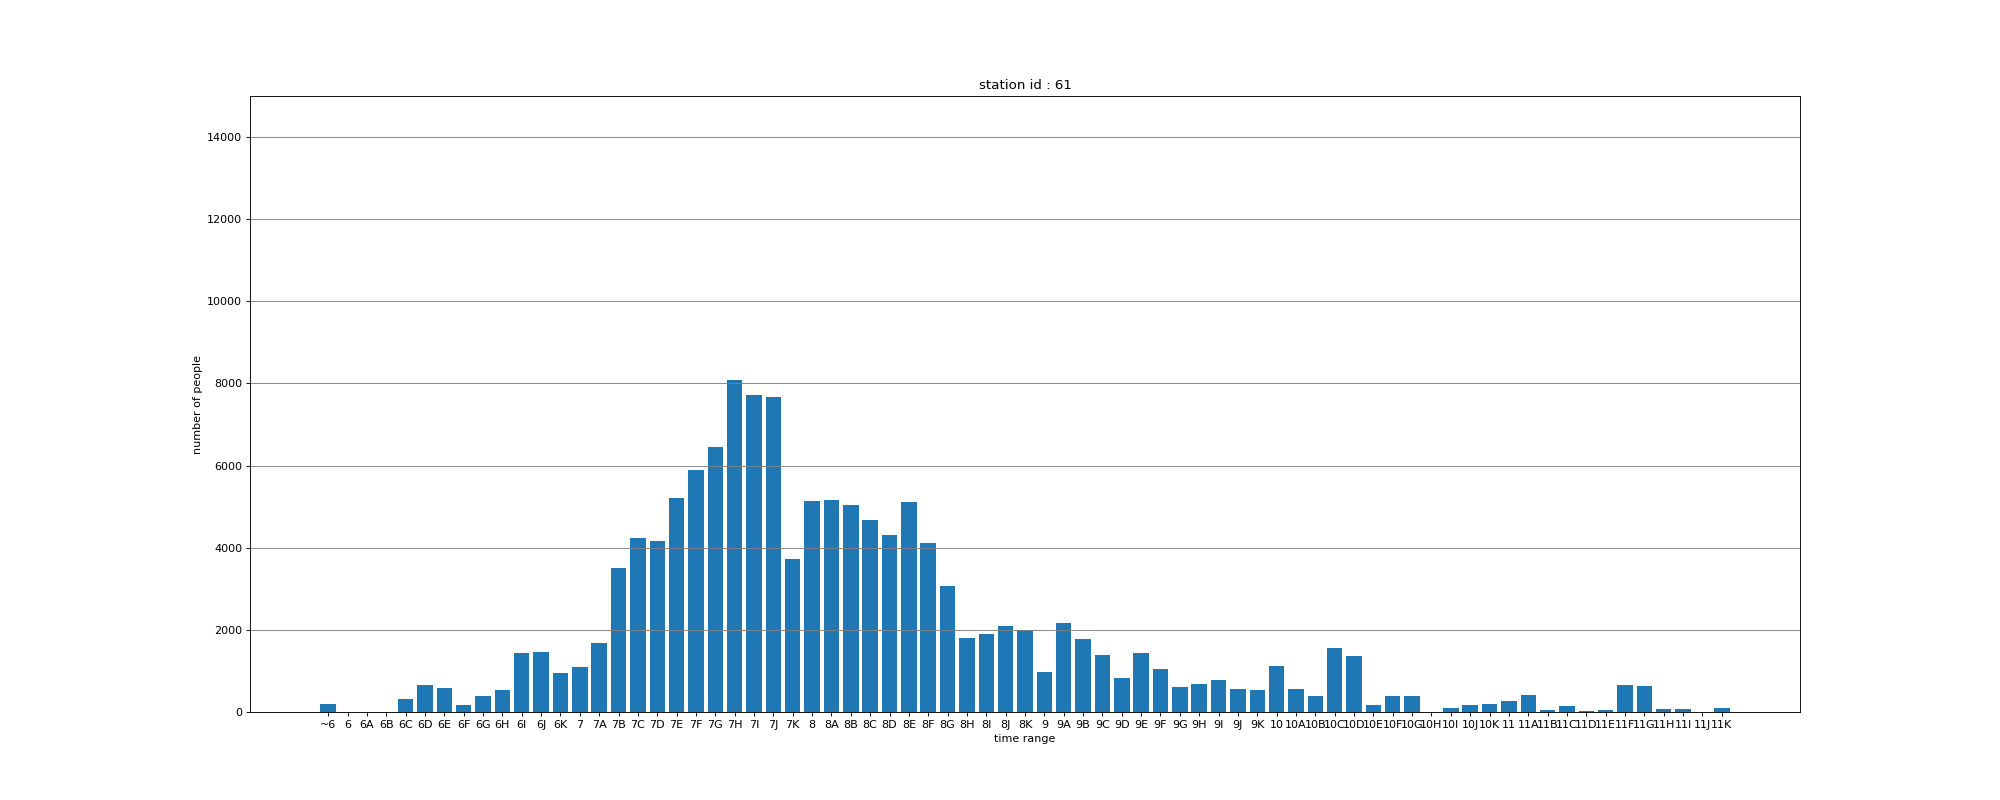 station id : 61
14000
12000
10000
8000
6000
4000
2000
0
number of people
~6 6 6A 6B 6C 6D 6E 6F 6G 6H 6I 6J 6K 7 7A 7B 7C 7D 7E 7F 7G 7H 7I 7J 7K 8 8A 8B 8C 8D 8E 8F 8G 8H 8I 8J 8K 9 9A 9B 9C 9D 9E 9F 9G 9H 9I 9J 9K 10 10A 10B 10C 10D 10E 10F 10G 10H 10I 10J 10K 11 11A 11B 11C 11D 11E 11F 11G 11H 11I 11J 11K
time range